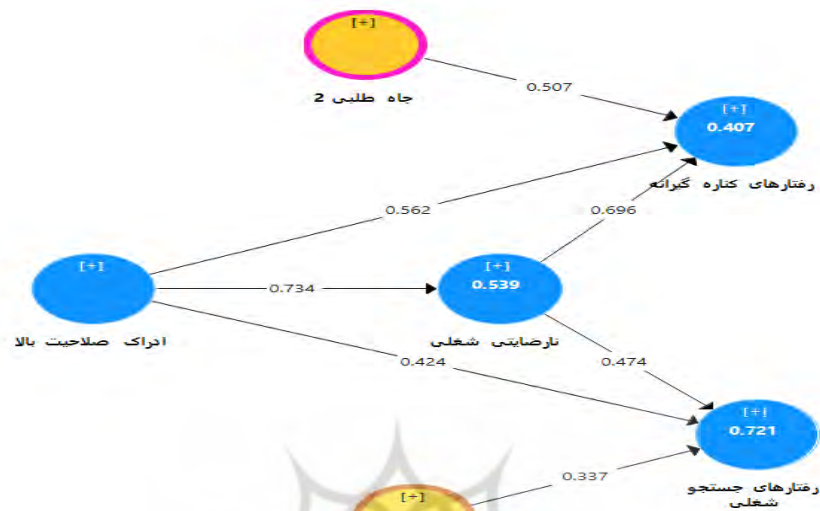 [+]
جاه طلبی 2
0.507
[+]
0.407
رفتارهای کناره گیرانه
0.562
0.696
[+]
ادراک صلاحیت بالا
0.734
[+]
0.539
نارضایتی شغلی
0.424
0.474
[+]
0.721
رفتارهای جستجو
شغلی
0.337
[+]